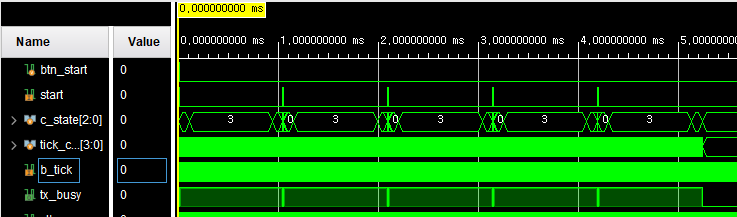 0,000000000 ms
Name Value 0,000000000 ms 1,000000000 ms 2,000000000 ms 3,000000000 ms 4,000000000 ms 5,00000
btn_start 0
start 0
c_state[2:0] 0 3 0 3 0 3 0 3 0 3
tick_c...[3:0] 0
b_tick 0
tx_busy 0